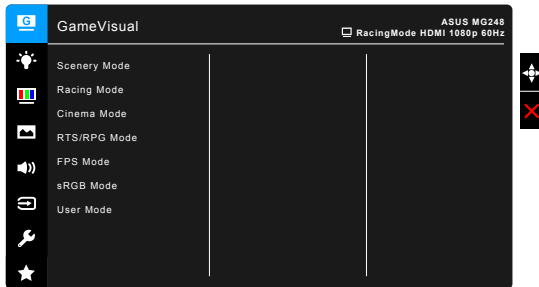 G
GameVisual
ASUS MG248
RacingMode HDMI 1080p 60Hz
Scenery Mode
Racing Mode
Cinema Mode
RTS/RPG Mode
FPS Mode
sRGB Mode
User Mode